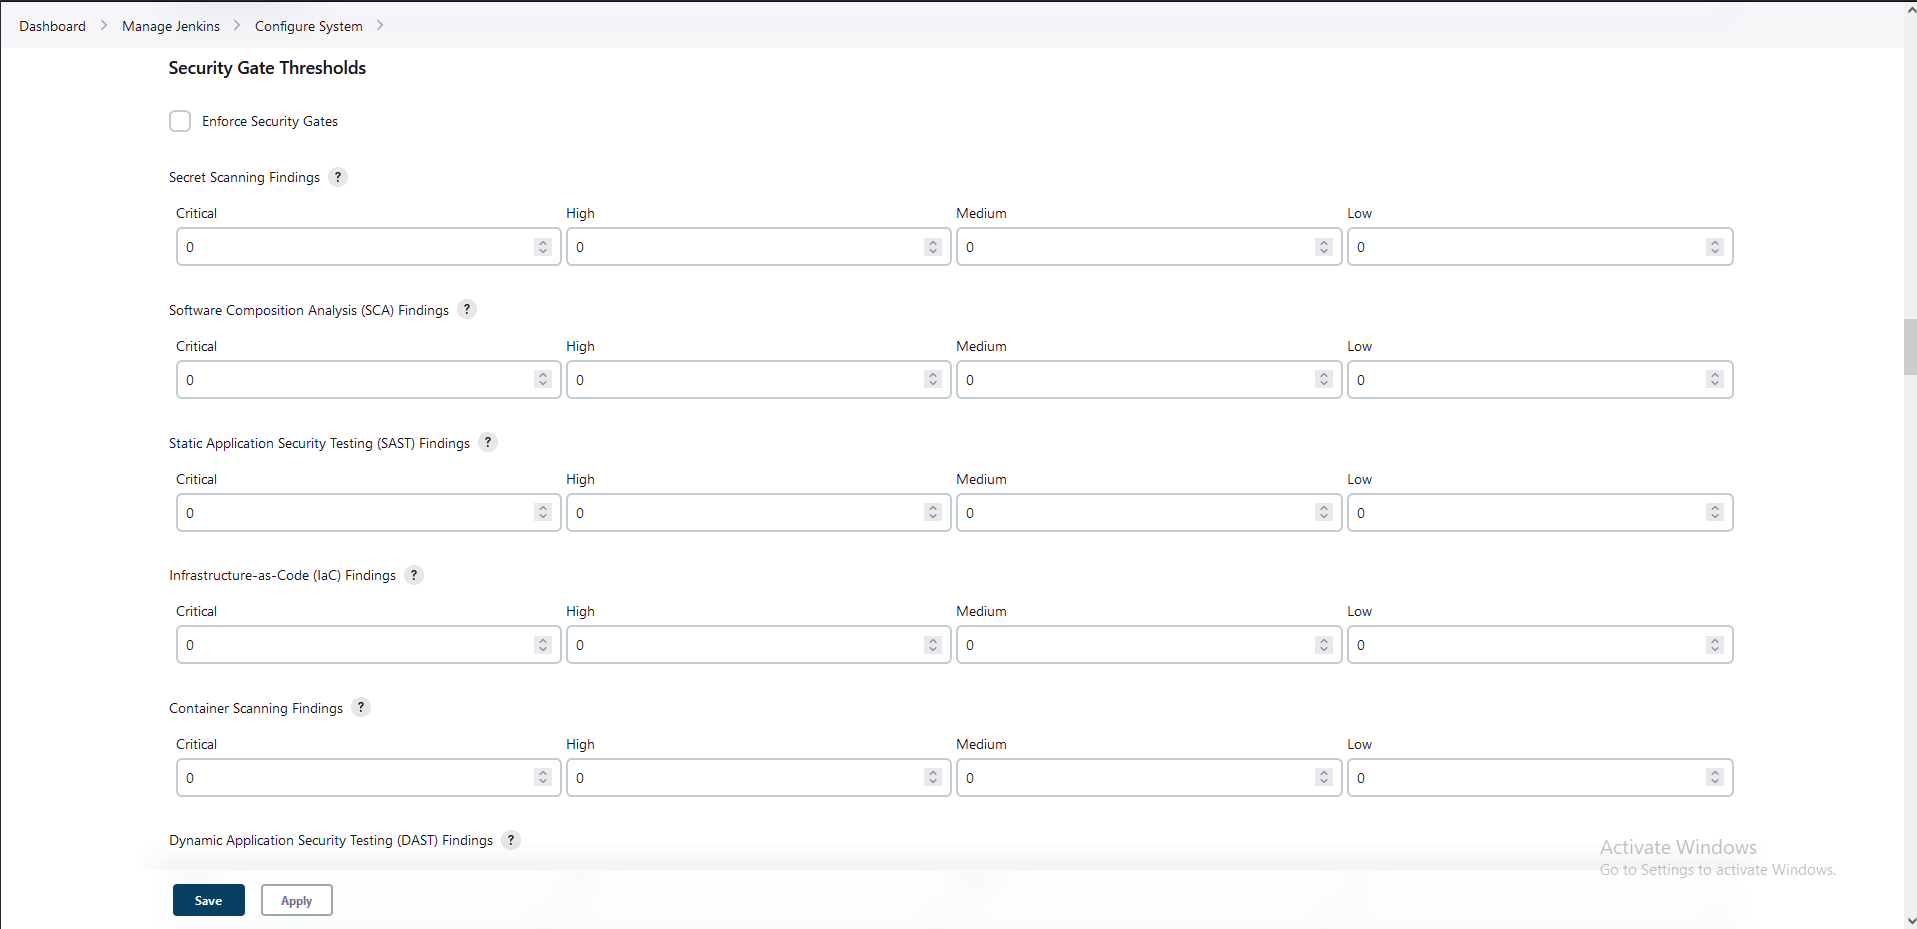 Dashboard > Manage Jenkins > Configure System >
Security Gate Thresholds
Enforce Security Gates
Secret Scanning Findings ?
Critical High Medium Low
0 0 0 0
Software Composition Analysis (SCA) Findings ?
Critical High Medium Low
0 0 0 0
Static Application Security Testing (SAST) Findings ?
Critical High Medium Low
0 0 0 0
Infrastructure-as-Code (IaC) Findings ?
Critical High Medium Low
0 0 0 0
Container Scanning Findings ?
Critical High Medium Low
0 0 0 0
Dynamic Application Security Testing (DAST) Findings ?
Activate Windows
Go to Settings to activate Windows.
Save Apply